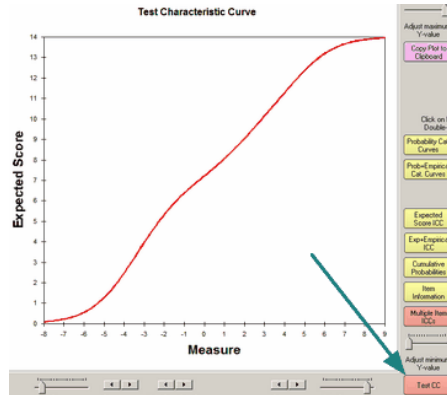 Test Characteristic Curve
Adjust maximum
Y-value
Copy Plot to
Clipboard
Click on
Double-
Probability Cat
Curves
Prob+Empirica
Cat. Curves
Expected
Score ICC
Exp+Empirica
ICC
Cumulative
Probabilities
Item
Information
Multiple Item
ICCs
Adjust minimum
Y-value
Test CC
Expected Score
14
13
12
11
10
9
8
7
6
5
4
3
2
1
0
-8 -7 -6 -5 -4 -3 -2 -1 0 1 2 3 4 5 6 7 8 9
Measure